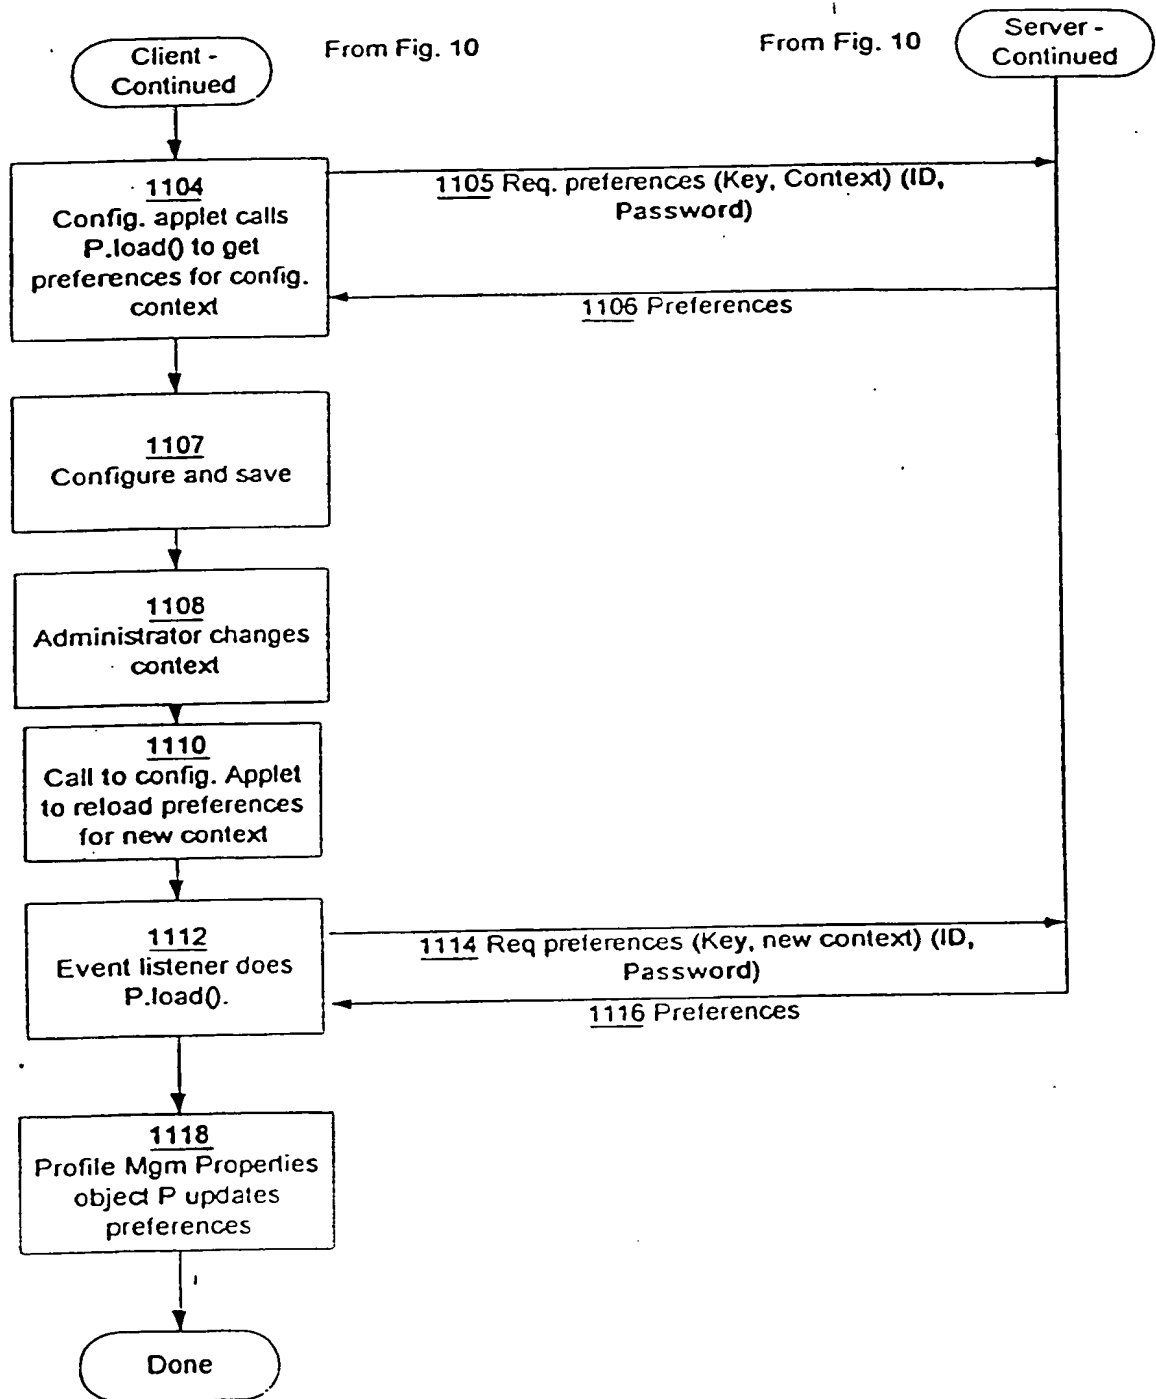 Client -
Continued
From Fig. 10
From Fig. 10
Server -
Continued
1104
Config. applet calls
P.load() to get
preferences for config.
context
1105 Req. preferences (Key, Context) (ID,
Password)
1106 Preferences
1107
Configure and save
1108
Administrator changes
context
1110
Call to config. Applet
to reload preferences
for new context
1112
Event listener does
P.load().
1114 Req preferences (Key, new context) (ID,
Password)
1116 Preferences
1118
Profile Mgm Properties
object P updates
preferences
Done